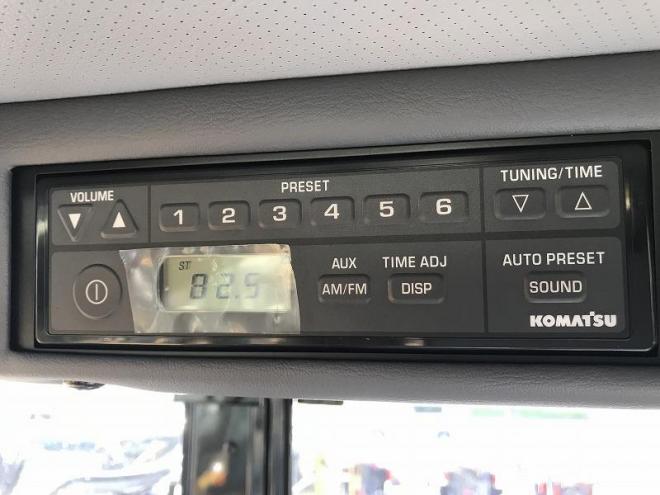 VOLUME
PRESET
TUNING/TIME
1 2 3 4 5 6
ST
82.5
AUX
AM/FM
TIME ADJ
DISP
AUTO PRESET
SOUND
KOMATSU